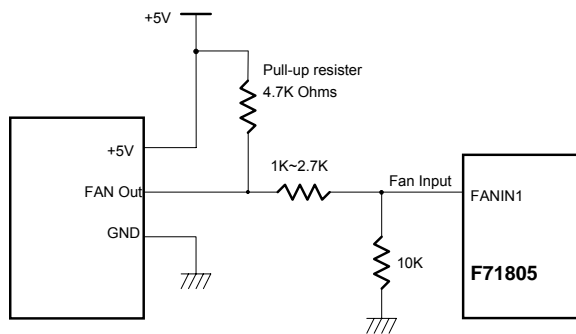 +5V
Pull-up resister
4.7K Ohms
+5V
1K~2.7K
FAN Out
Fan Input
FANIN1
GND
10K
F71805